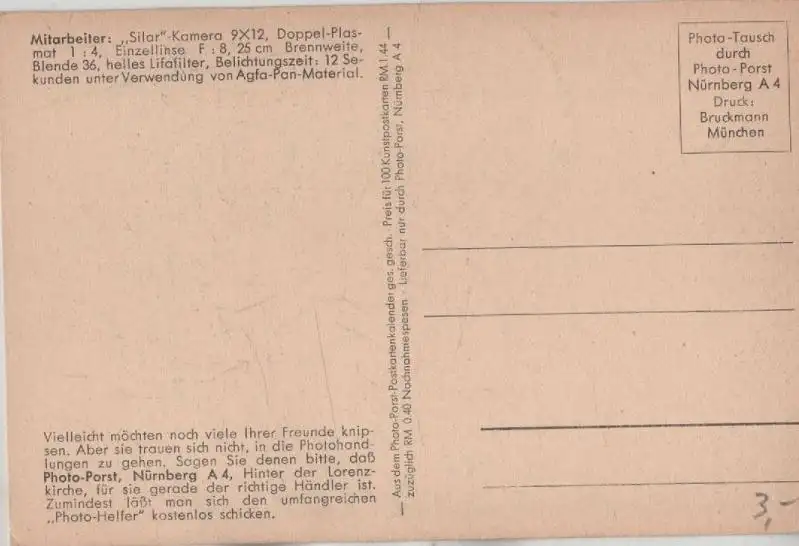 Mitarbeiter: „Silar"-Kamera 9X12, Doppel-Plas-
mat 1 : 4, Einzellinse F : 8, 25 cm Brennweite,
Blende 36, helles Lifafilter, Belichtungszeit: 12 Se-
kunden unter Verwendung von Agfa-Pan-Material.
Vielleicht möchten noch viele Ihrer Freunde knip-
sen. Aber sie trauen sich nicht, in die Photohand-
lungen zu gehen. Sagen Sie denen bitte, daß
Photo-Porst, Nürnberg A 4, Hinter der Lorenz-
kirche, für sie gerade der richtige Händler ist.
Zumindest läßt man sich den umfangreichen
„Photo-Helfer" kostenlos schicken.
— Aus dem Photo-Porst-Postkartenkalender ges. gesch. Preis für 100 Kunstpostkarten RM 1.44 —
— zuzüglich RM 0.40 Nachnahmespesen · Lieferbar nur durch Photo-Porst, Nürnberg A 4
Photo-Tausch
durch
Photo-Porst
Nürnberg A 4
Druck:
Bruckmann
München
3,-